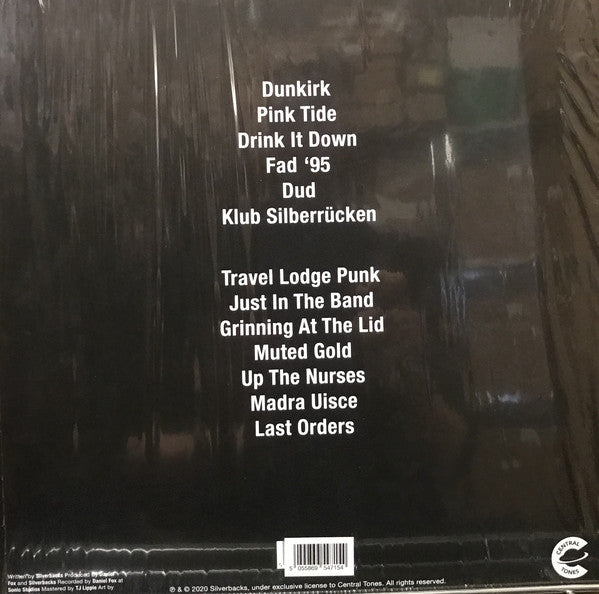 Dunkirk
Pink Tide
Drink It Down
Fad ‘95
Dud
Klub Silberrücken
Travel Lodge Punk
Just In The Band
Grinning At The Lid
Muted Gold
Up The Nurses
Madra Uisce
Last Orders
CENTRAL
TONES
5 055869 547154
Written by Silverbacks Produced by Daniel
Fox and Silverbacks Recorded by Daniel Fox at
Sonic Studios Mastered by TJ Lipple Art by
℗ & © 2020 Silverbacks, under exclusive license to Central Tones. All rights reserved.